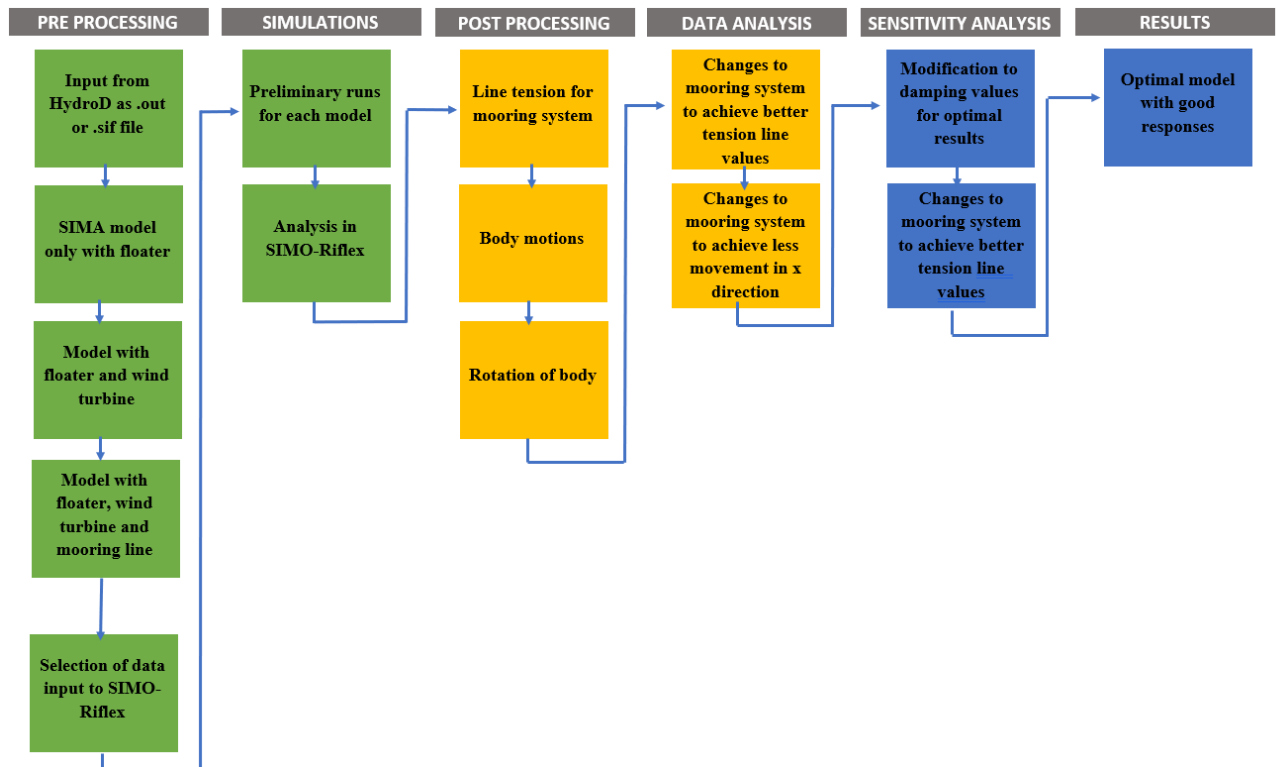 PRE PROCESSING
SIMULATIONS
POST PROCESSING
DATA ANALYSIS
SENSITIVITY ANALYSIS
RESULTS
Input from
HydroD as .out
or .sif file
SIMA model
only with floater
Model with
floater and wind
turbine
Model with
floater, wind
turbine and
mooring line
Selection of data
input to SIMO-
Riflex
Preliminary runs
for each model
Analysis in
SIMO-Riflex
Line tension for
mooring system
Body motions
Rotation of body
Changes to
mooring system
to achieve better
tension line
values
Changes to
mooring system
to achieve less
movement in x
direction
Modification to
damping values
for optimal
results
Changes to
mooring system
to achieve better
tension line
values
Optimal model
with good
responses